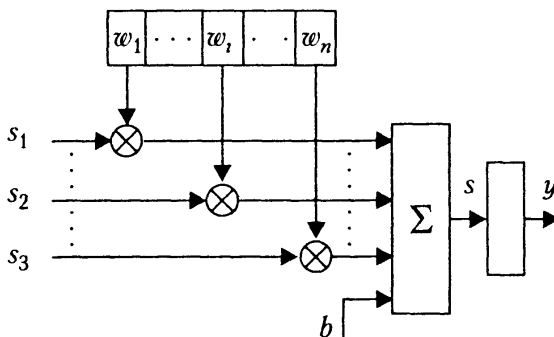 w₁ · · · wᵢ · · wₙ
s₁
s₂
s₃
Σ
s
y
b